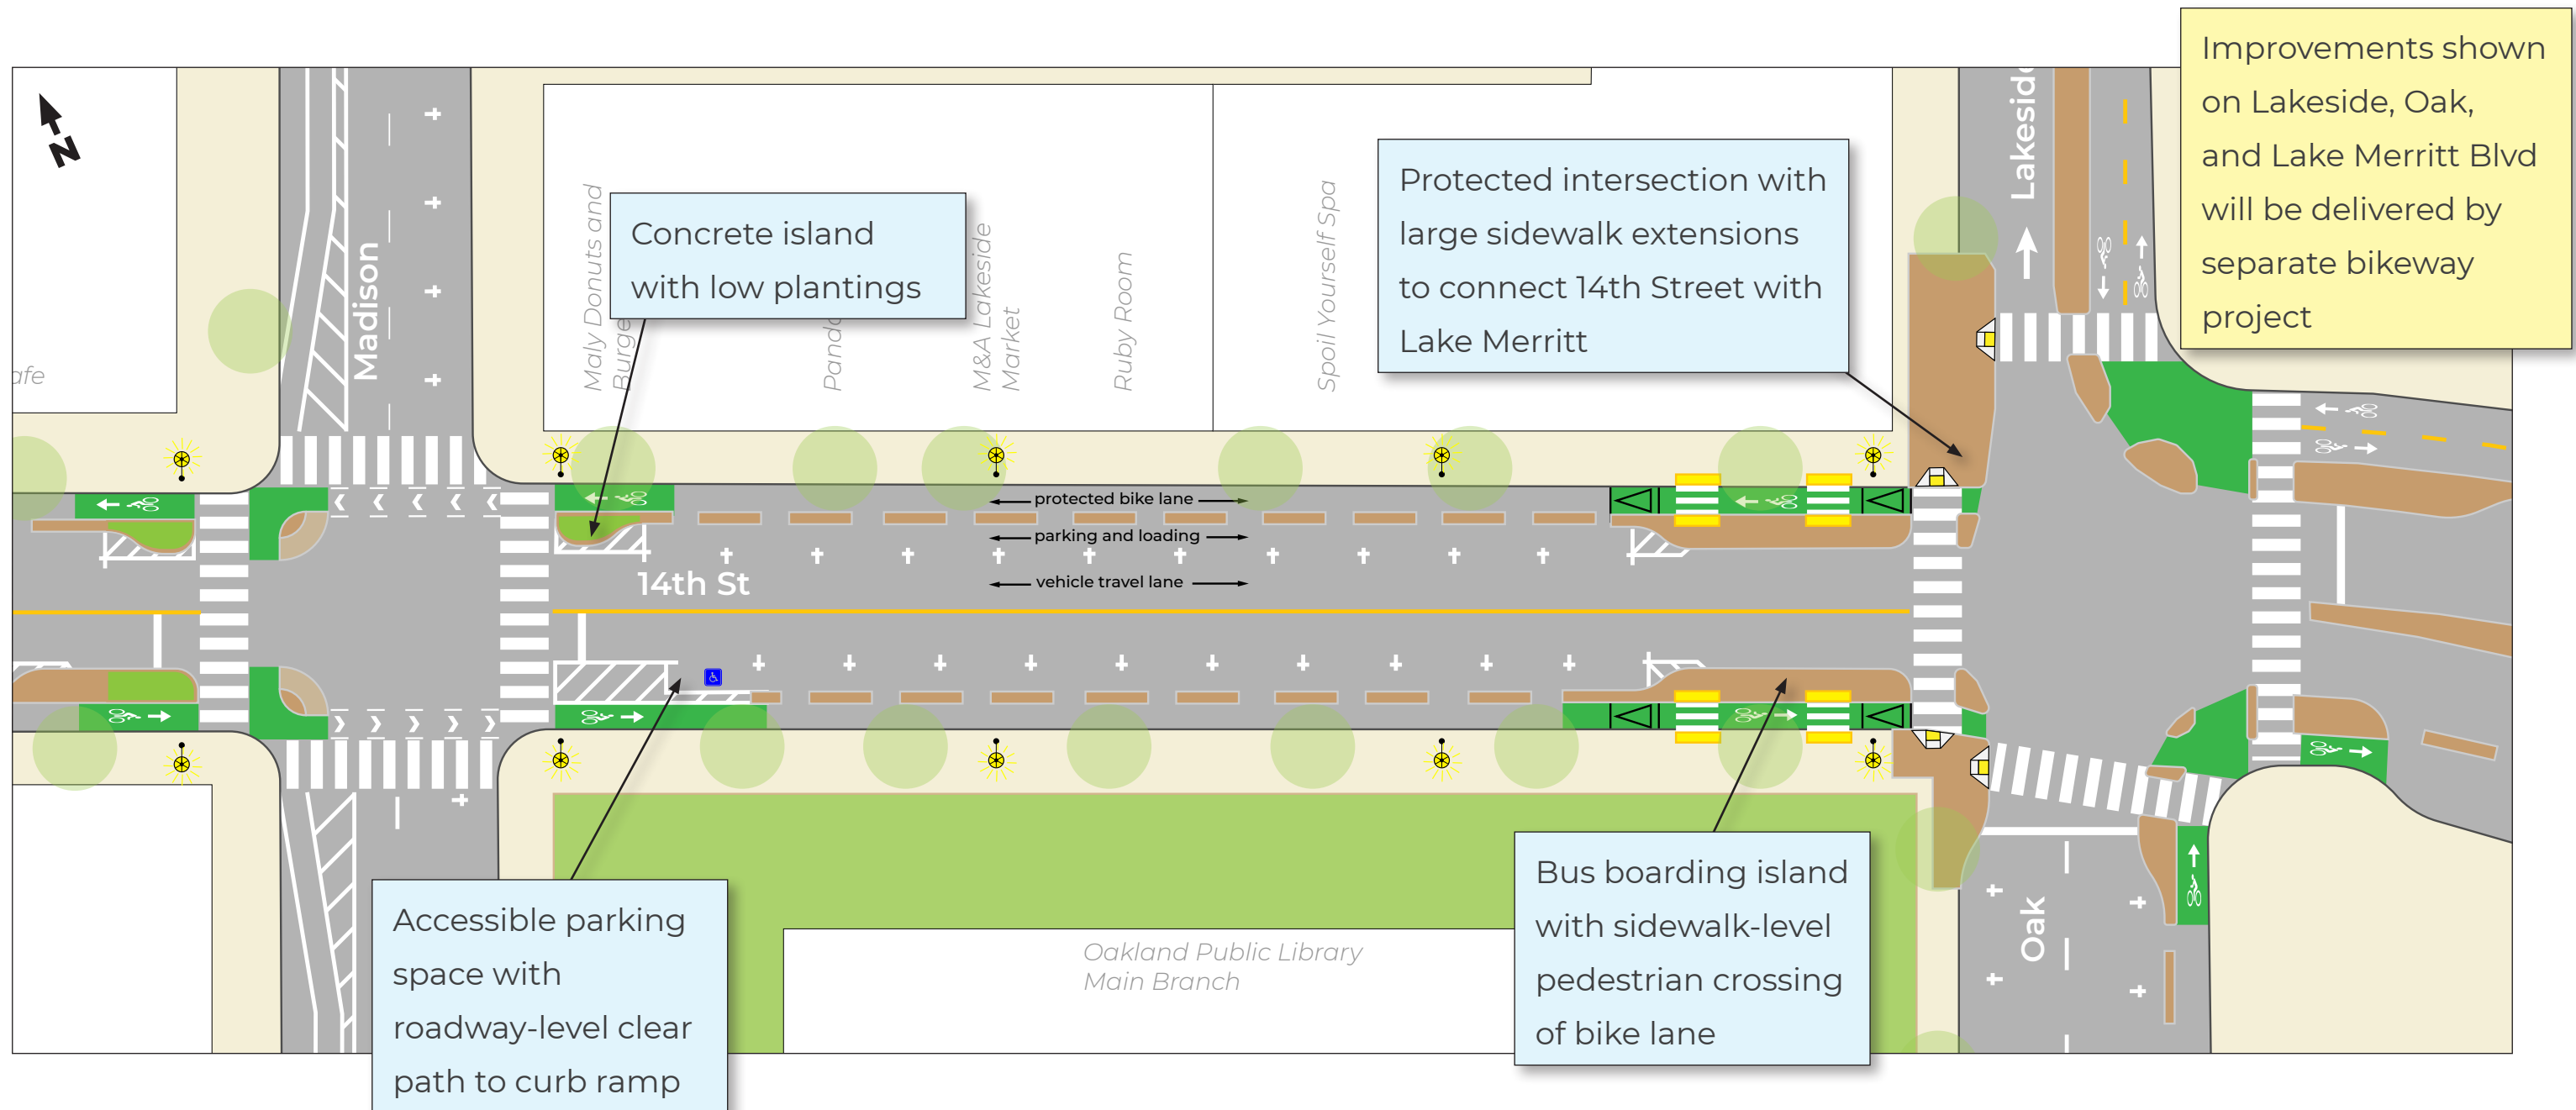 Improvements shown
on Lakeside, Oak,
and Lake Merritt Blvd
will be delivered by
separate bikeway
project
N
Madison
Lakeside
Protected intersection with
large sidewalk extensions
to connect 14th Street with
Lake Merritt
Concrete island
with low plantings
Maly Donuts and
M&A Lakeside
Market
Ruby Room
Spoil Yourself Spa
protected bike lane
parking and loading
vehicle travel lane
14th St
Accessible parking
space with
roadway-level clear
path to curb ramp
Oakland Public Library
Main Branch
Bus boarding island
with sidewalk-level
pedestrian crossing
of bike lane
Oak